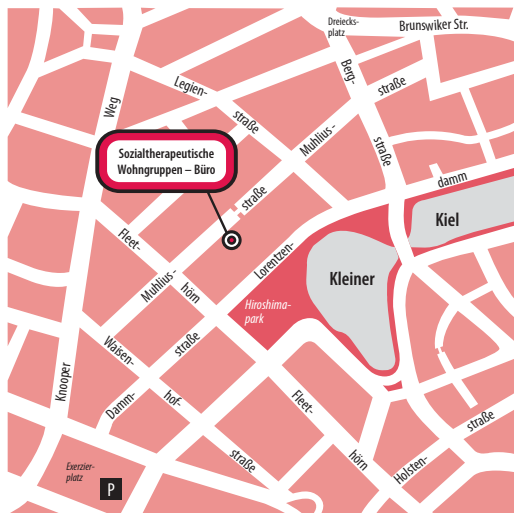 Dreiecks-
platz
Brunswiker Str.
Berg-
straße
Legien-
straße
Weg
straße
Muhlius-
Sozialtherapeutische
Wohngruppen – Büro
damm
straße
Kiel
Fleet-
Lorentzen-
Kleiner
Muhlius-
hörn
Hiroshima-
park
straße
Waisen-
Knooper
Damm-
hof-
Fleet-
straße
hörn
Holsten-
straße
Exerzier-
platz
P